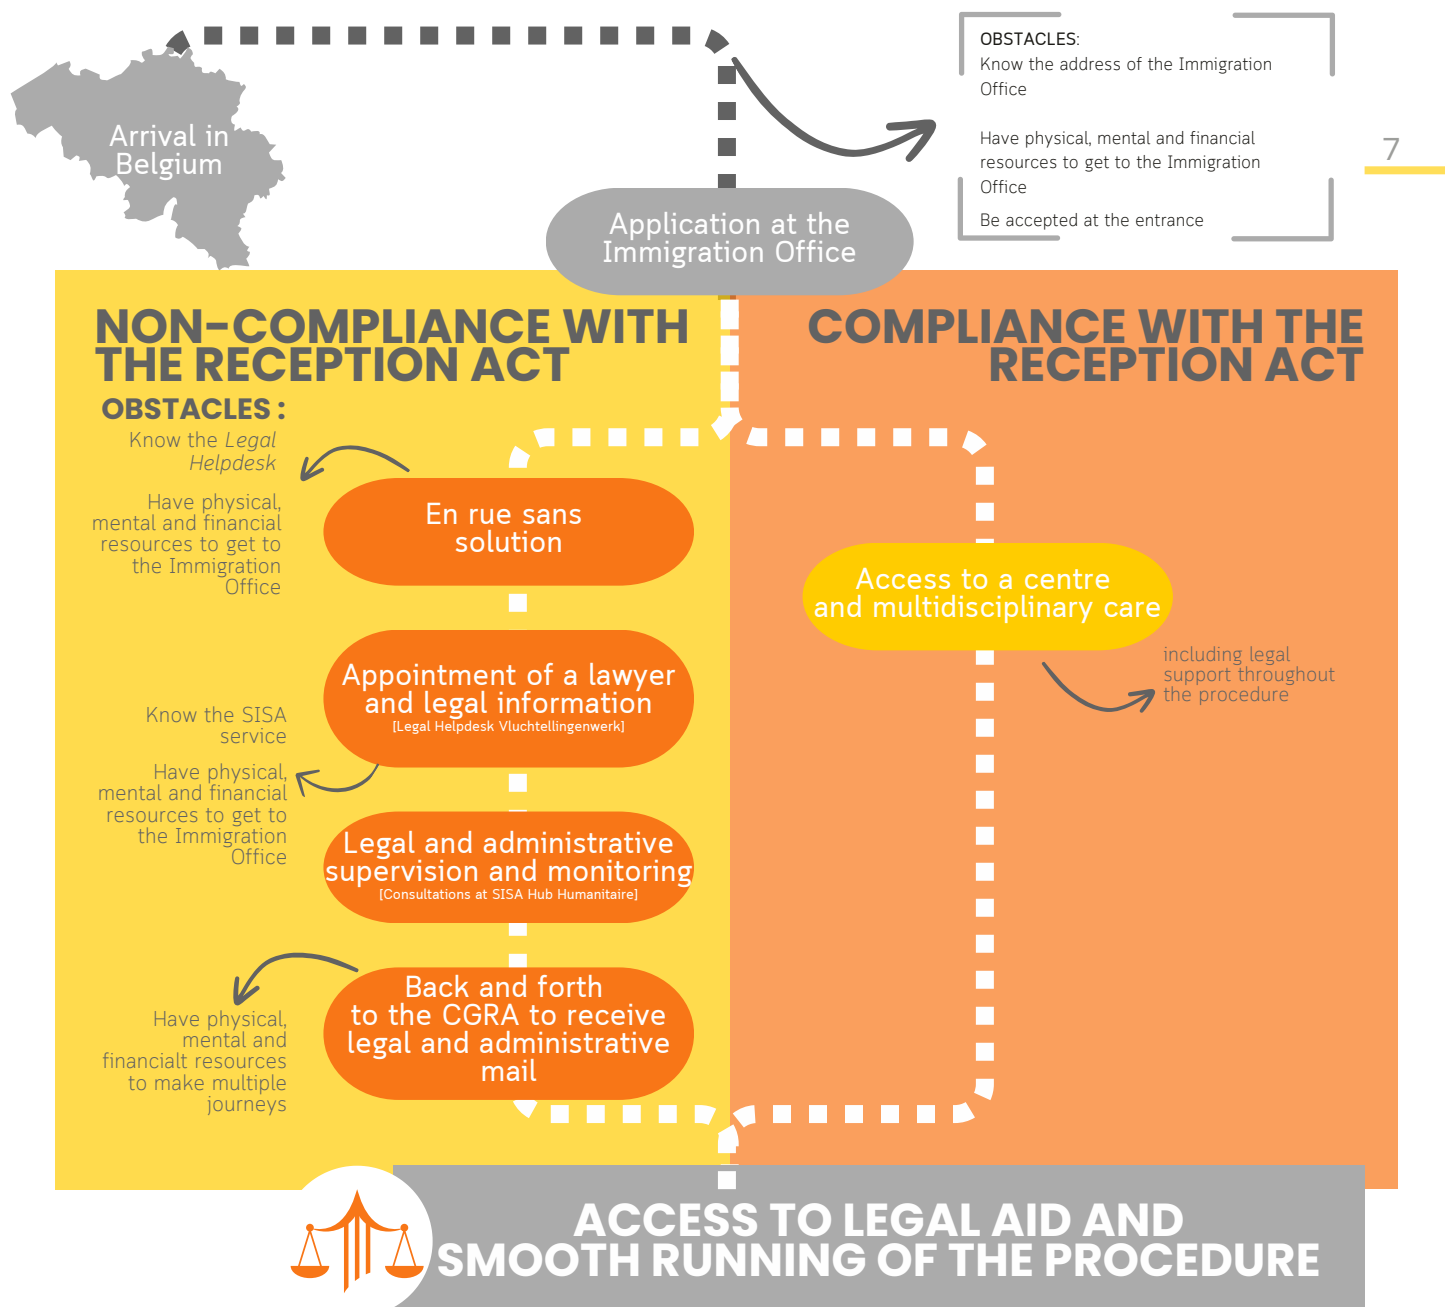 Arrival in
Belgium
OBSTACLES:
Know the address of the Immigration
Office
Have physical, mental and financial
resources to get to the Immigration
Office
Be accepted at the entrance
7
Application at the
Immigration Office
NON-COMPLIANCE WITH
THE RECEPTION ACT
OBSTACLES :
Know the Legal
Helpdesk
Have physical,
mental and financial
resources to get to
the Immigration
Office
En rue sans
solution
Appointment of a lawyer
and legal information
[Legal Helpdesk Vluchtellingenwerk]
Know the SISA
service
Have physical,
mental and financial
resources to get to
the Immigration
Office
Legal and administrative
supervision and monitoring
[Consultations at SISA Hub Humanitaire]
Back and forth
to the CGRA to receive
legal and administrative
mail
Have physical,
mental and
financialt resources
to make multiple
journeys
COMPLIANCE WITH THE
RECEPTION ACT
Access to a centre
and multidisciplinary care
including legal
support throughout
the procedure
ACCESS TO LEGAL AID AND
SMOOTH RUNNING OF THE PROCEDURE